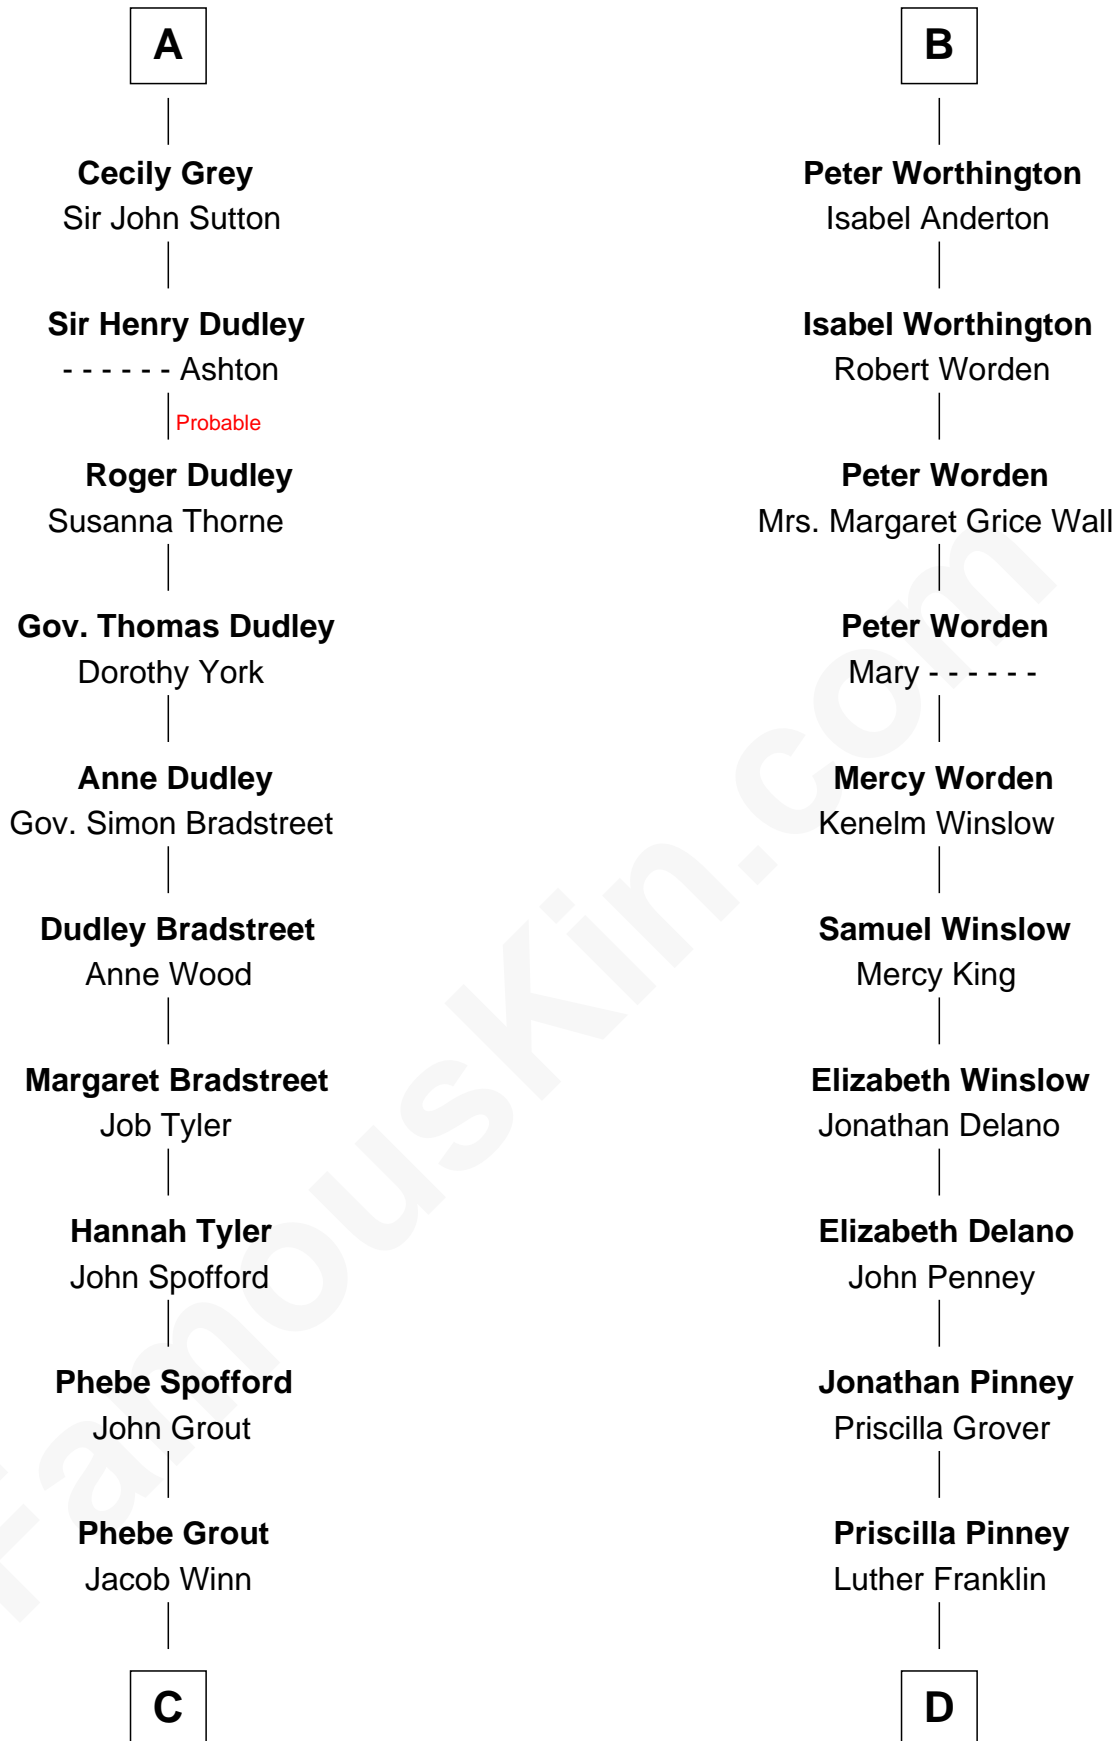 A
Cecily Grey
Sir John Sutton
Sir Henry Dudley
- - - - - - Ashton
Probable
Roger Dudley
Susanna Thorne
Gov. Thomas Dudley
Dorothy York
Anne Dudley
Gov. Simon Bradstreet
Dudley Bradstreet
Anne Wood
Margaret Bradstreet
Job Tyler
Hannah Tyler
John Spofford
Phebe Spofford
John Grout
Phebe Grout
Jacob Winn
C
B
Peter Worthington
Isabel Anderton
Isabel Worthington
Robert Worden
Peter Worden
Mrs. Margaret Grice Wall
Peter Worden
Mary - - - - - -
Mercy Worden
Kenelm Winslow
Samuel Winslow
Mercy King
Elizabeth Winslow
Jonathan Delano
Elizabeth Delano
John Penney
Jonathan Pinney
Priscilla Grover
Priscilla Pinney
Luther Franklin
D
FamousKin.com